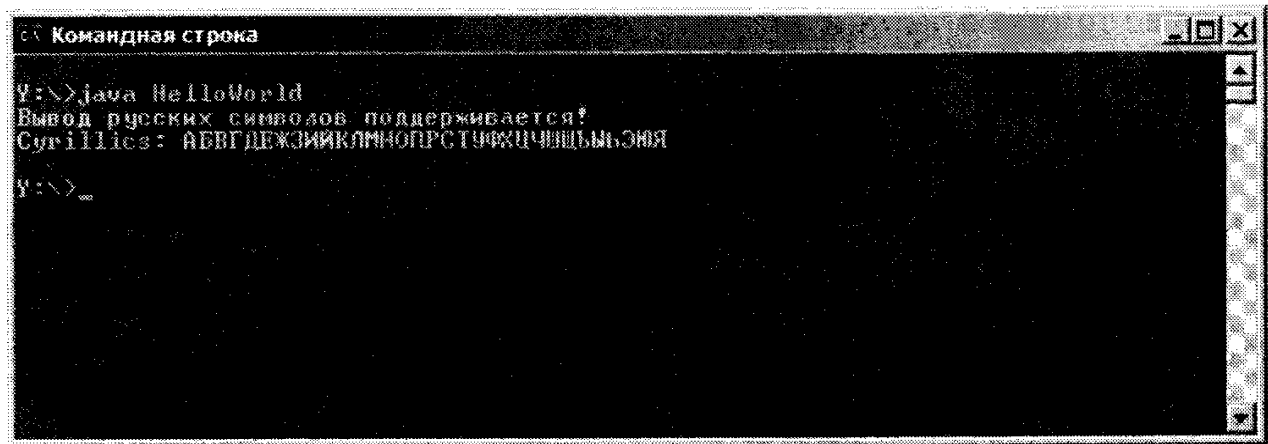 Командная строка
Y:\>java HelloWorld
Вывод русских символов поддерживается!
Cyrillics: АБВГДЕЖЗИЙКЛМНОПРСТУФХЦЧШЩЪЫЬЭЮЯ
Y:\>_